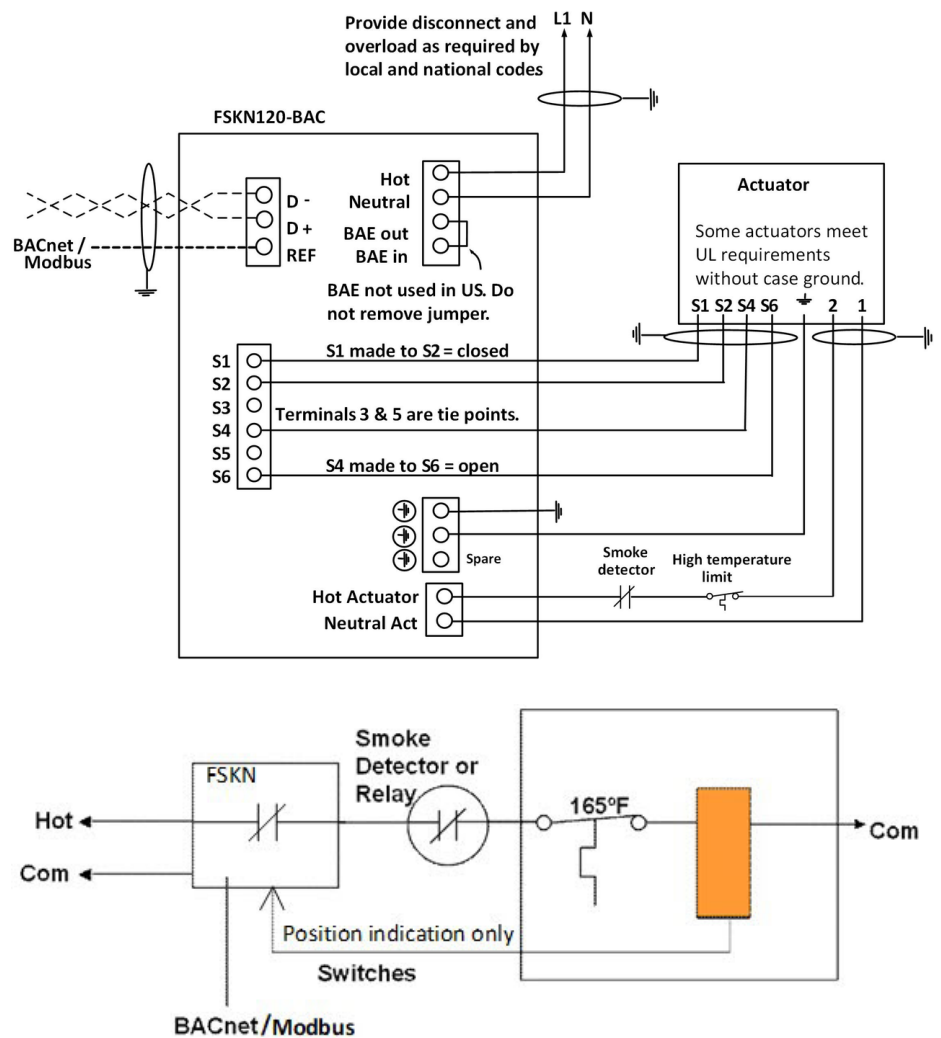 Provide disconnect and
overload as required by
local and national codes
L1 N
FSKN120-BAC
Hot
Neutral
BAE out
BAE in
D -
D +
REF
BACnet /
Modbus
BAE not used in US. Do
not remove jumper.
Actuator
Some actuators meet
UL requirements
without case ground.
S1 S2 S4 S6 2 1
S1
S2
S3
S4
S5
S6
S1 made to S2 = closed
Terminals 3 & 5 are tie points.
S4 made to S6 = open
Spare
Smoke
detector
High temperature
limit
Hot Actuator
Neutral Act
Smoke
Detector or
Relay
FSKN
165ºF
Hot
Com
Com
Position indication only
Switches
BACnet/Modbus